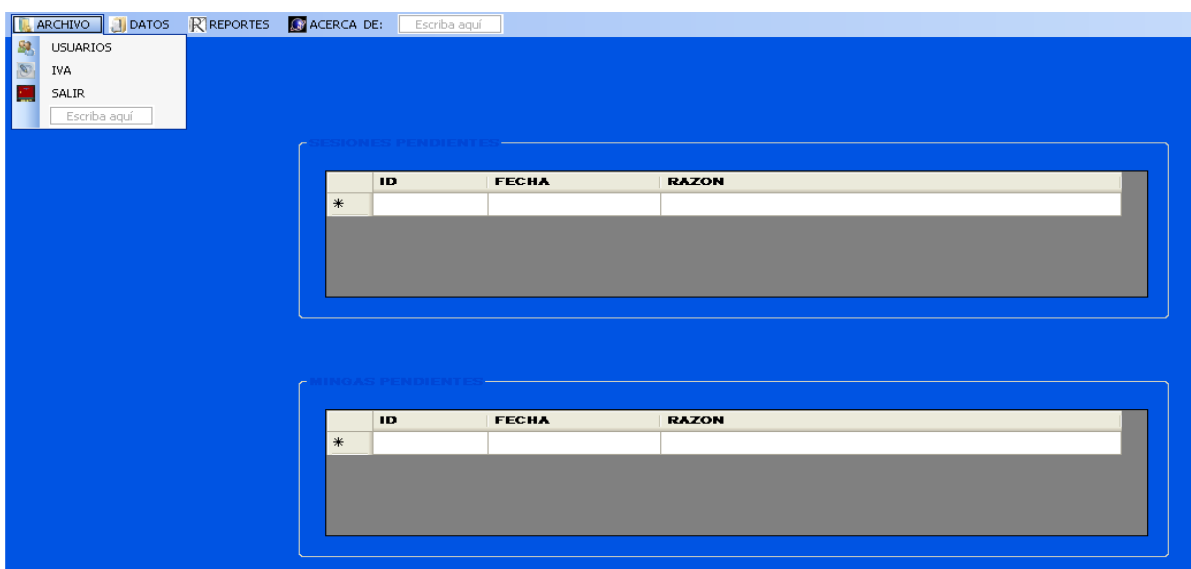 ARCHIVO DATOS REPORTES ACERCA DE: Escriba aquí
USUARIOS
IVA
SALIR
Escriba aquí
SESIONES PENDIENTES
ID FECHA RAZON
*
MINGAS PENDIENTES
ID FECHA RAZON
*